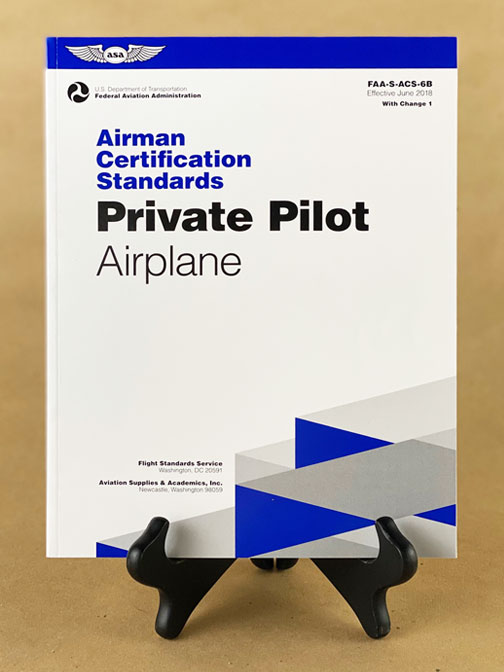 asa
U.S. Department of Transportation
Federal Aviation Administration
FAA-S-ACS-6B
Effective June 2018
With Change 1
Airman
Certification
Standards
Private Pilot
Airplane
Flight Standards Service
Washington, DC 20591
Aviation Supplies & Academics, Inc.
Newcastle, Washington 98059